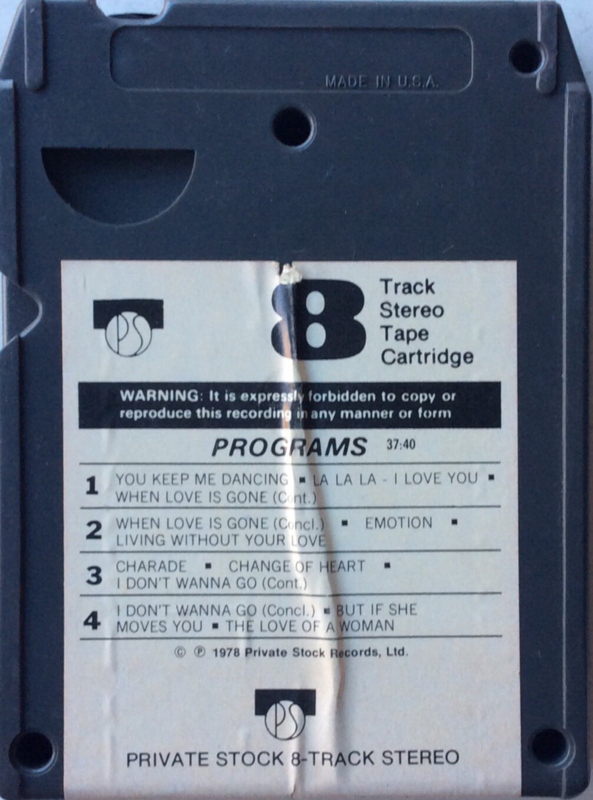 MADE IN U.S.A.
PS
8 Track
Stereo
Tape
Cartridge
WARNING: It is expressly forbidden to copy or
reproduce this recording in any manner or form
PROGRAMS 37:40
1 YOU KEEP ME DANCING ▪ LA LA LA - I LOVE YOU ▪
WHEN LOVE IS GONE (Cont.)
2 WHEN LOVE IS GONE (Concl.) ▪ EMOTION ▪
LIVING WITHOUT YOUR LOVE
3 CHARADE ▪ CHANGE OF HEART ▪
I DON'T WANNA GO (Cont.)
4 I DON'T WANNA GO (Concl.) ▪ BUT IF SHE
MOVES YOU ▪ THE LOVE OF A WOMAN
© ℗ 1978 Private Stock Records, Ltd.
PS
PRIVATE STOCK 8-TRACK STEREO